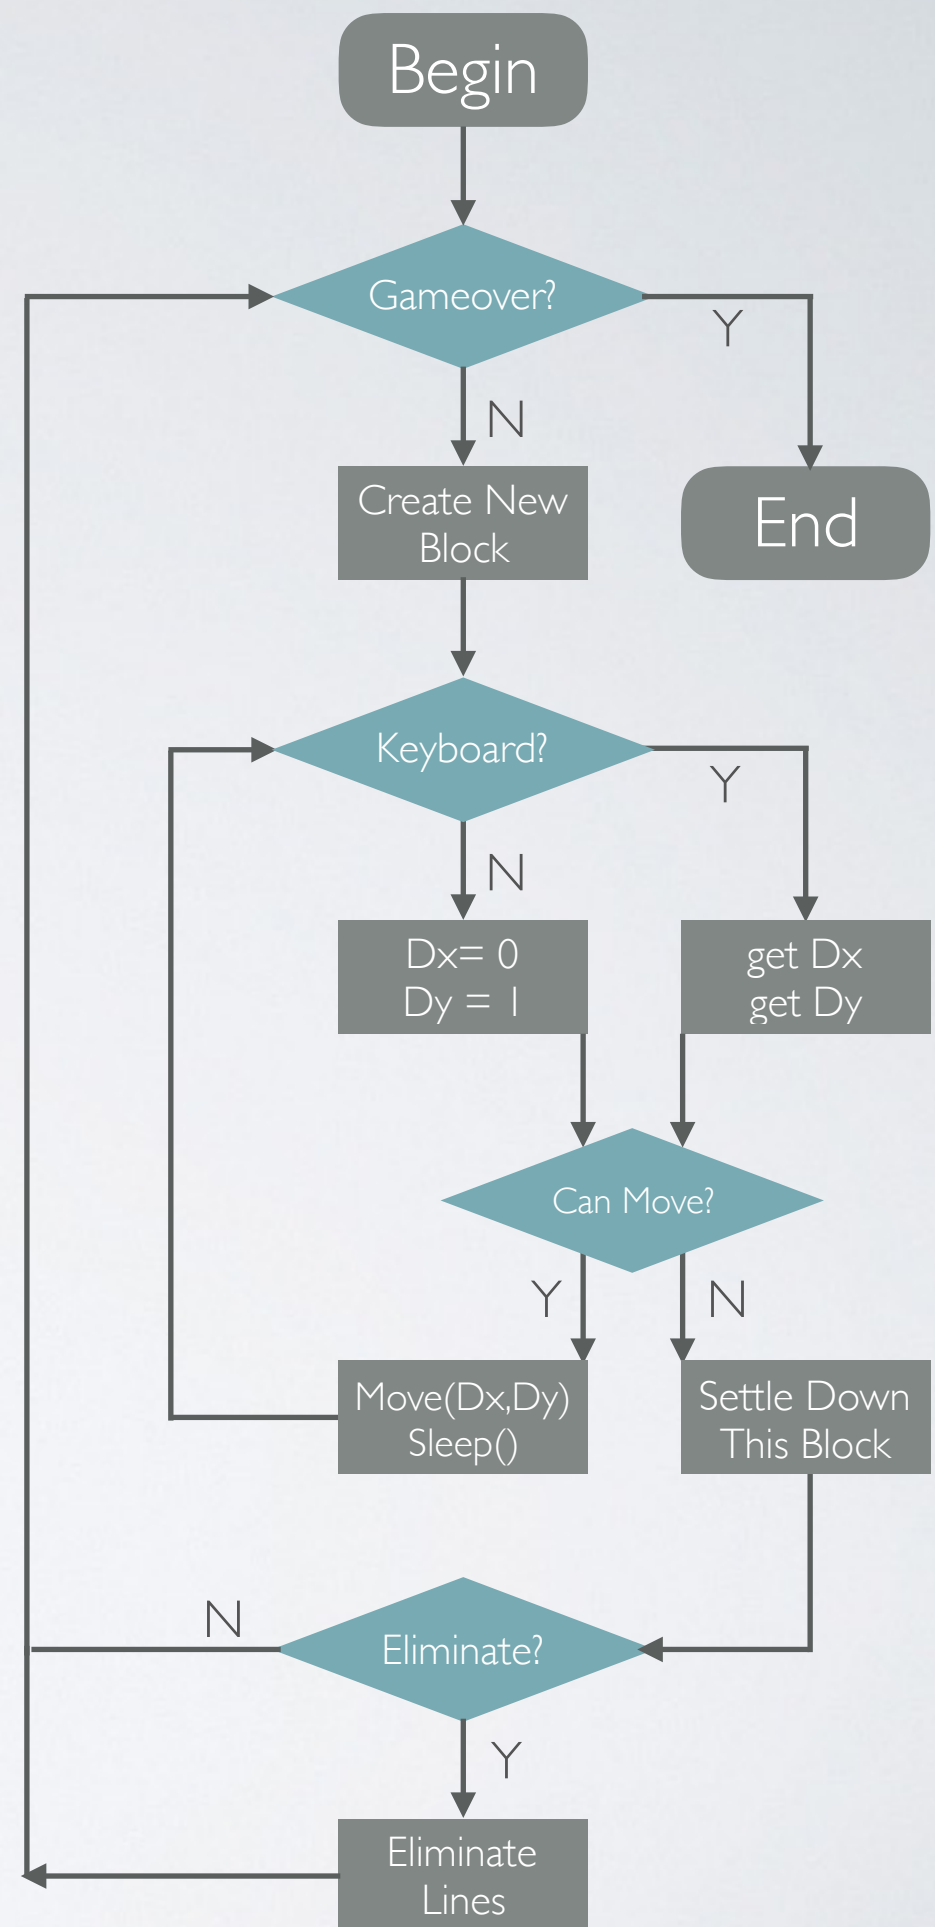 Begin
Gameover?
Y
N
Create New
Block
End
Keyboard?
Y
N
Dx= 0
Dy = 1
get Dx
get Dy
Can Move?
Y
N
Move(Dx,Dy)
Sleep()
Settle Down
This Block
N
Eliminate?
Y
Eliminate
Lines